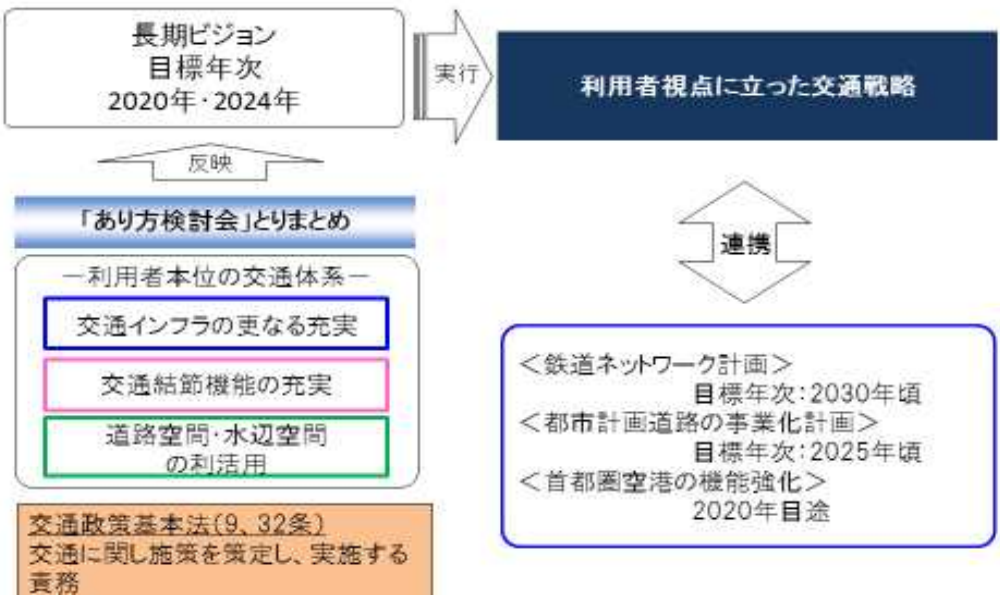 長期ビジョン
目標年次
2020年・2024年
実行
利用者視点に立った交通戦略
反映
「あり方検討会」とりまとめ
－利用者本位の交通体系－
交通インフラの更なる充実
交通結節機能の充実
道路空間・水辺空間
の利活用
交通政策基本法(9、32条)
交通に関し施策を策定し、実施する
責務
連携
＜鉄道ネットワーク計画＞
目標年次：2030年頃
＜都市計画道路の事業化計画＞
目標年次：2025年頃
＜首都圏空港の機能強化＞
2020年目途